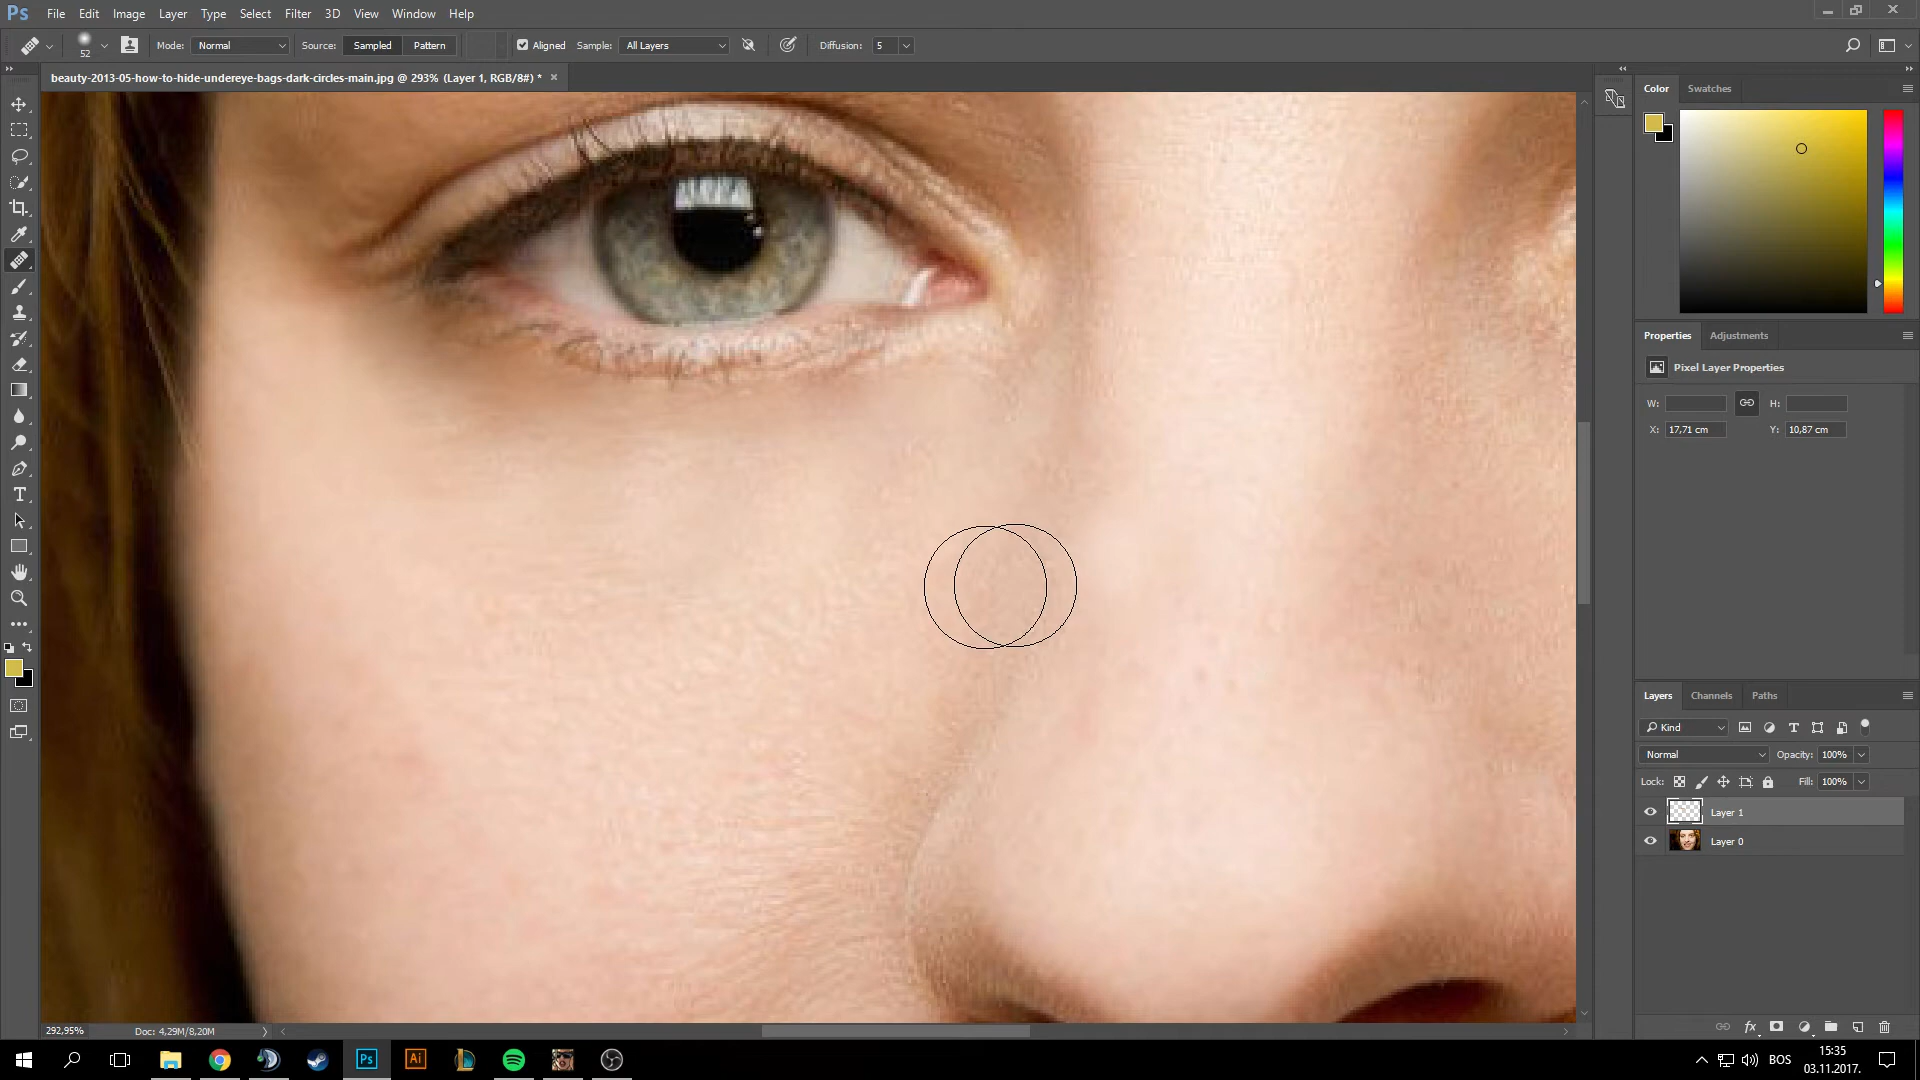 Ps File Edit Image Layer Type Select Filter 3D View Window Help
52 Mode: Normal Source: Sampled Pattern Aligned Sample: All Layers Diffusion: 5
beauty-2013-05-how-to-hide-undereye-bags-dark-circles-main.jpg @ 293% (Layer 1, RGB/8#) * ×
Color Swatches
Properties Adjustments
Pixel Layer Properties
W: H:
X: 17,71 cm Y: 10,87 cm
Layers Channels Paths
Kind
Normal Opacity: 100%
Lock: Fill: 100%
Layer 1
Layer 0
292,95% Doc: 4,29M/8,20M
Ps Ai BOS 15:35
03.11.2017.